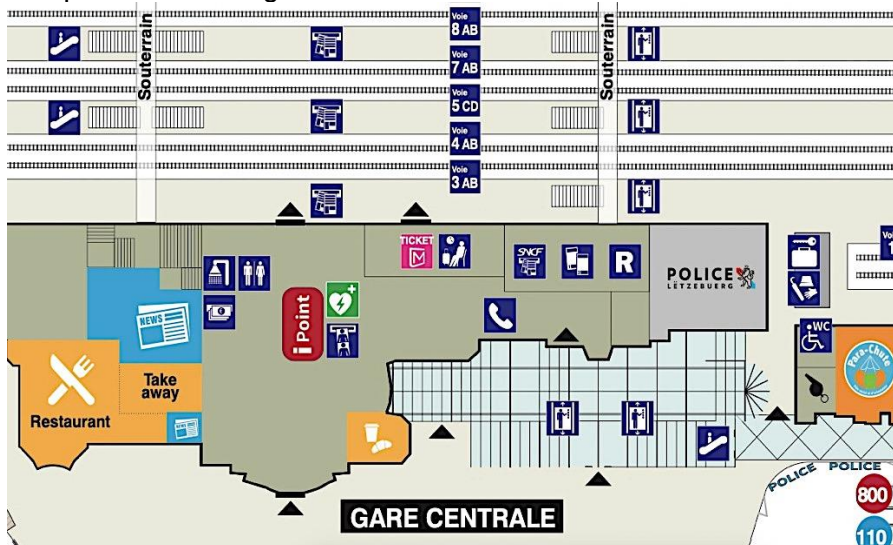 Voie
8 AB
Voie
7 AB
Voie
5 CD
Voie
4 AB
Voie
3 AB
Souterrain
Souterrain
TICKET
M
SNCF
R
POLICE
LËTZEBUERG
NEWS
i Point
WC
Para-Chute
Take
away
Restaurant
NEWS
POLICE
POLICE
GARE CENTRALE
800
110